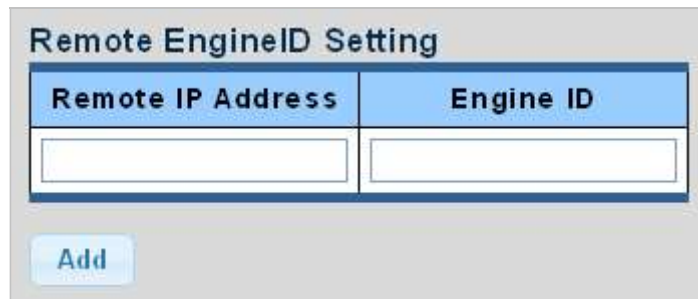 Remote EngineID Setting
Remote IP Address Engine ID
Add